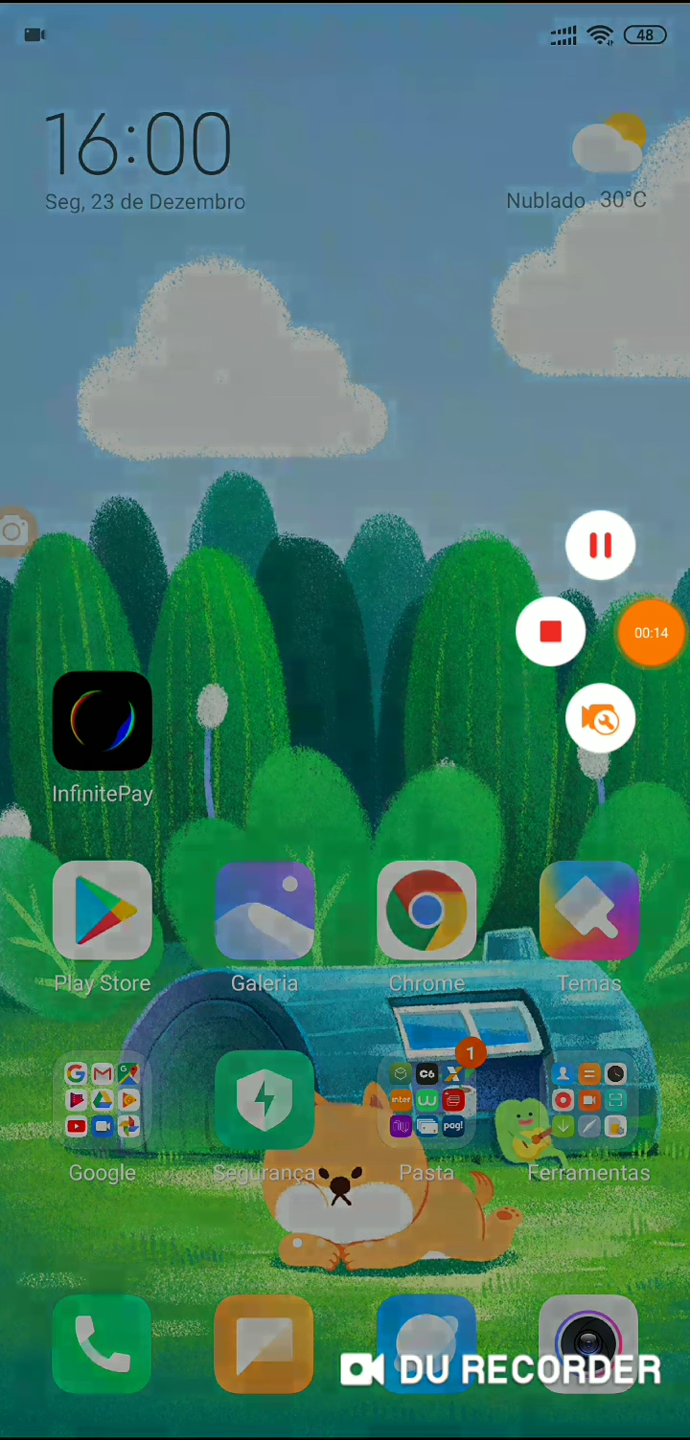 48
16:00
Seg, 23 de Dezembro
Nublado 30°C
00:14
InfinitePay
Play Store
Galeria
Chrome
Temas
1
C6
inter
pag!
Google
Segurança
Pasta
Ferramentas
DU RECORDER